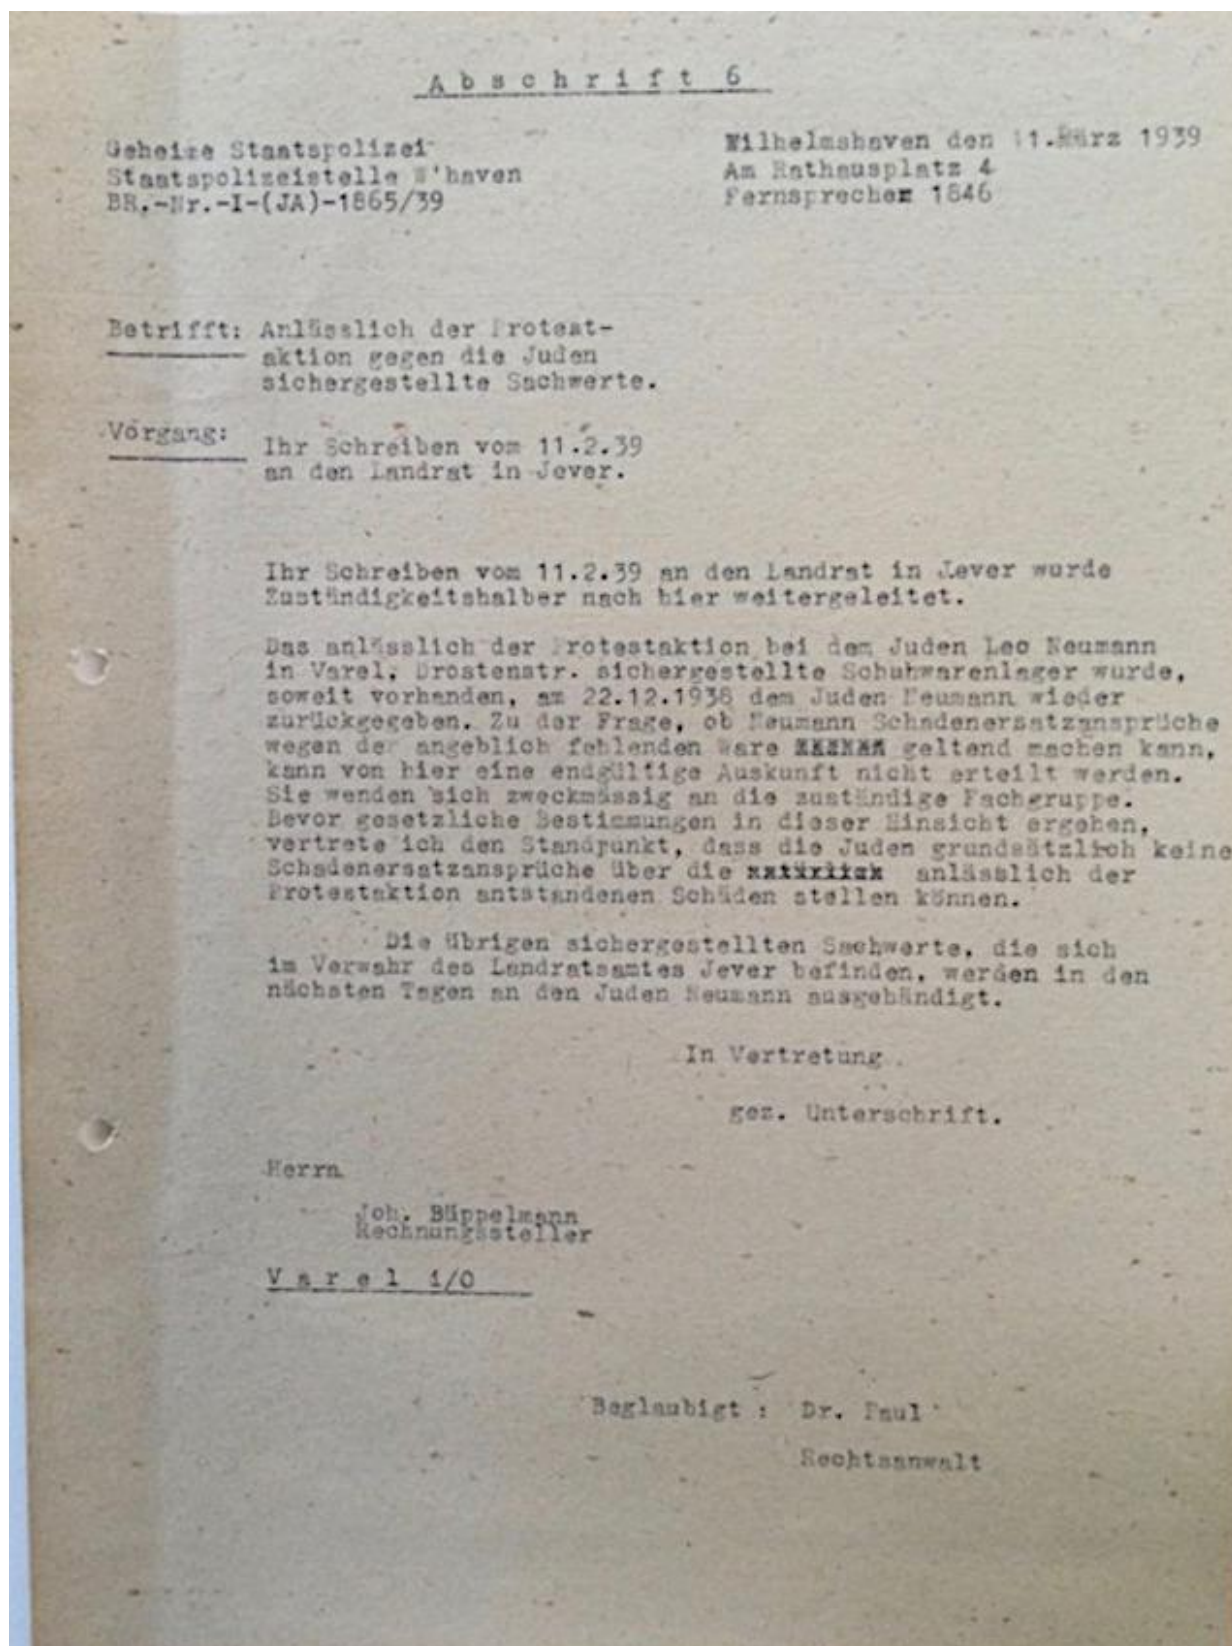 Abschrift 6
Geheime Staatspolizei
Wilhelmshaven den 11.März 1939
Staatspolizeistelle W'haven
Am Rathausplatz 4
BR.-Nr.-I-(JA)-1865/39
Fernsprecher 1846
Betrifft: Anlässlich der Protest-
aktion gegen die Juden
sichergestellte Sachwerte.
Vorgang:
Ihr Schreiben vom 11.2.39
an den Landrat in Jever.
Ihr Schreiben vom 11.2.39 an den Landrat in Jever wurde
Zuständigkeitshalber nach hier weitergeleitet.
Das anlässlich der Protestaktion bei dem Juden Leo Neumann
in Varel, Drostenstr. sichergestellte Schuhwarenlager wurde,
soweit vorhanden, am 22.12.1938 dem Juden Neumann wieder
zurückgegeben. Zu der Frage, ob Neumann Schadenersatzansprüche
wegen der angeblich fehlenden Ware geltend machen kann,
kann von hier eine endgültige Auskunft nicht erteilt werden.
Sie wenden sich zweckmässig an die zuständige Fachgruppe.
Bevor gesetzliche Bestimmungen in dieser Hinsicht ergehen,
vertrete ich den Standpunkt, dass die Juden grundsätzlich keine
Schadenersatzansprüche über die anlässlich der
Protestaktion antstandenen Schäden stellen können.
Die übrigen sichergestellten Sachwerte, die sich
im Verwahr des Landratsamtes Jever befinden, werden in den
nächsten Tagen an den Juden Neumann ausgehändigt.
In Vertretung
gez. Unterschrift.
Herrn
Joh. Büppelmann
Rechnungssteller
Varel i/O
Beglaubigt : Dr. Paul
Rechtsanwalt